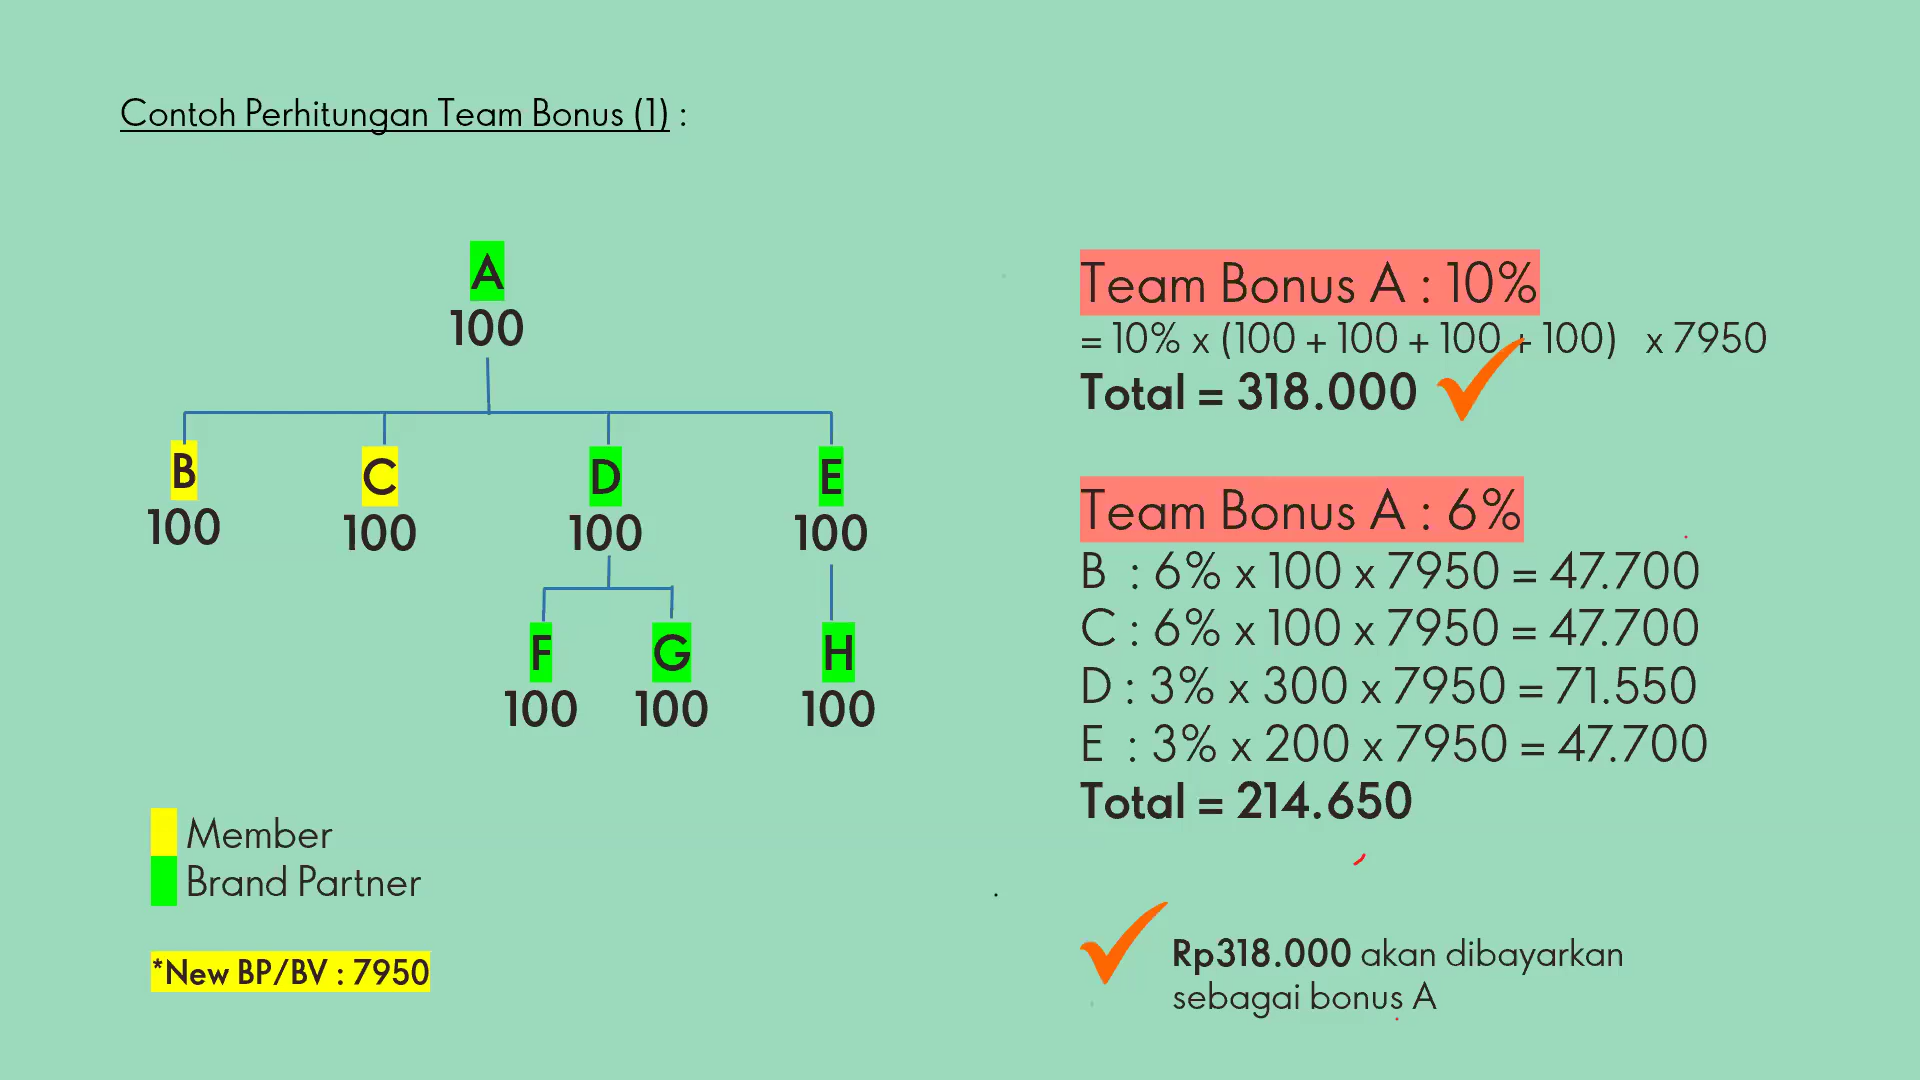 Contoh Perhitungan Team Bonus (1) :
A
100
B
100
C
100
D
100
E
100
F
100
G
100
H
100
Member
Brand Partner
*New BP/BV : 7950
Team Bonus A : 10%
= 10% x (100 + 100 + 100 + 100) x 7950
Total = 318.000
Team Bonus A : 6%
B : 6% x 100 x 7950 = 47.700
C : 6% x 100 x 7950 = 47.700
D : 3% x 300 x 7950 = 71.550
E : 3% x 200 x 7950 = 47.700
Total = 214.650
Rp318.000 akan dibayarkan
sebagai bonus A